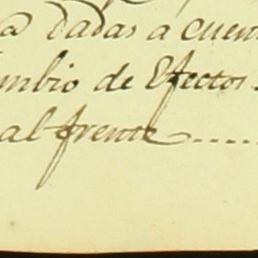 a dadas a cuen
mbio de Efectos.
al frente.....